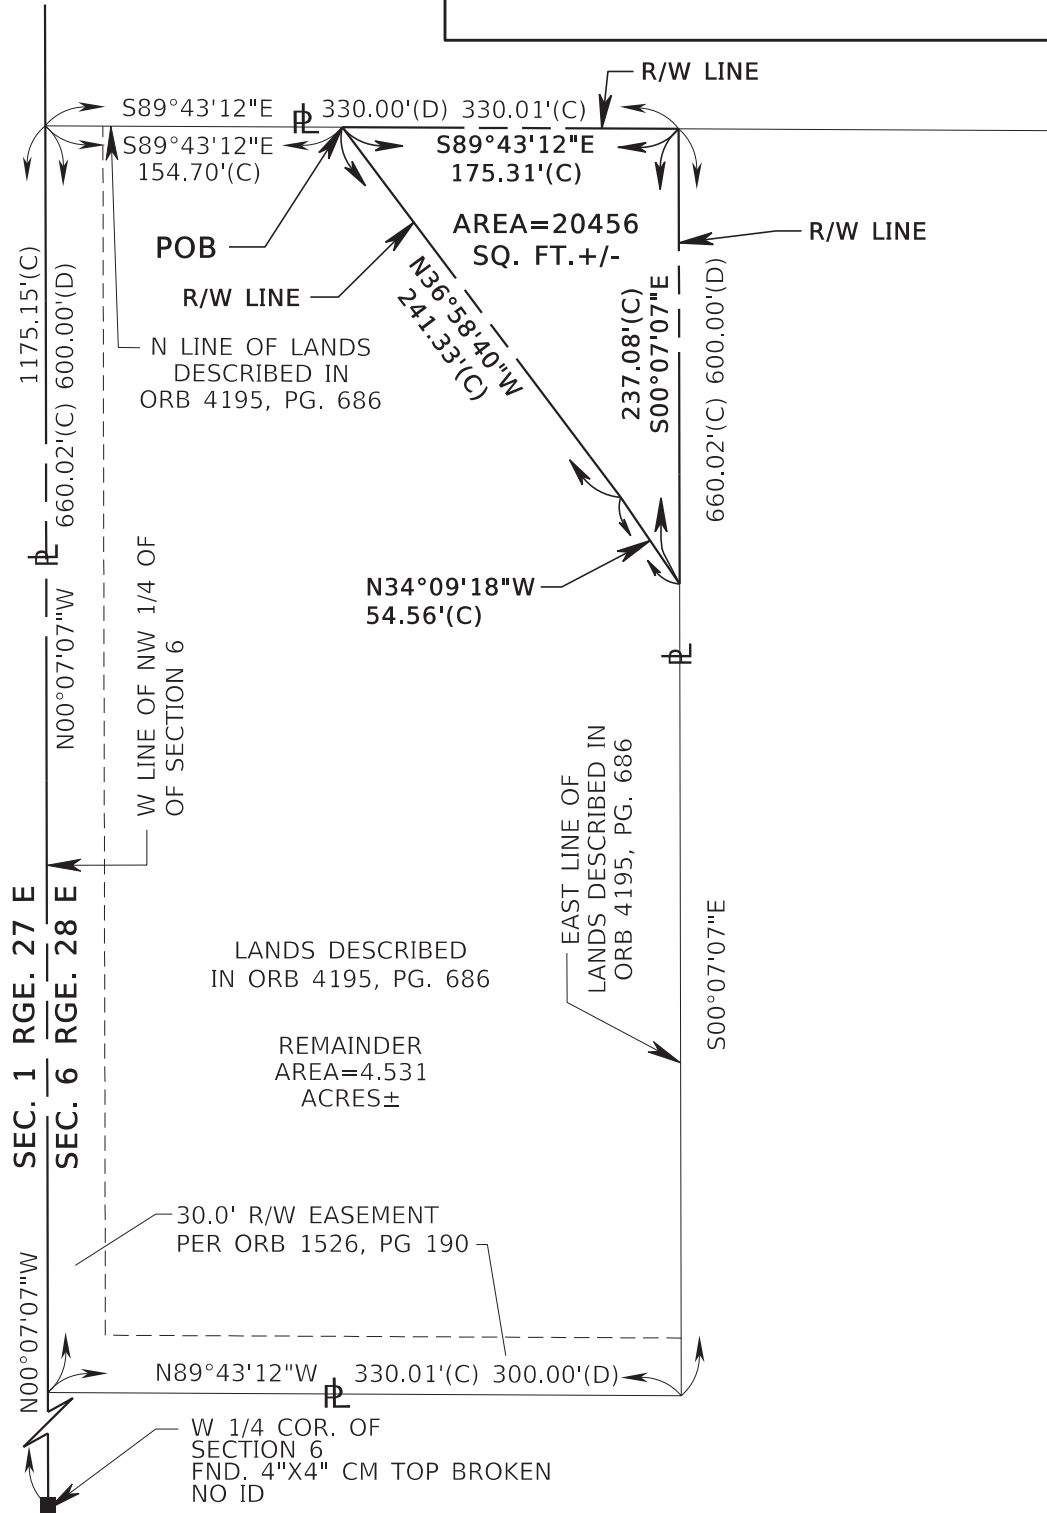 R/W LINE
S89°43'12"E 330.00'(D) 330.01'(C)
PL
S89°43'12"E
154.70'(C)
S89°43'12"E
175.31'(C)
AREA=20456
SQ. FT.+/-
POB
R/W LINE
R/W LINE
N36°58'40"W
241.33'(C)
237.08'(C)
S00°07'07"E
660.02'(C) 600.00'(D)
1175.15'(C)
660.02'(C) 600.00'(D)
N LINE OF LANDS
DESCRIBED IN
ORB 4195, PG. 686
PL
N00°07'07"W
W LINE OF NW 1/4 OF
OF SECTION 6
N34°09'18"W
54.56'(C)
PL
EAST LINE OF
LANDS DESCRIBED IN
ORB 4195, PG. 686
S00°07'07"E
SEC. 1 RGE. 27 E
SEC. 6 RGE. 28 E
LANDS DESCRIBED
IN ORB 4195, PG. 686
REMAINDER
AREA=4.531
ACRES±
30.0' R/W EASEMENT
PER ORB 1526, PG 190
N00°07'07"W
N89°43'12"W 330.01'(C) 300.00'(D)
PL
W 1/4 COR. OF
SECTION 6
FND. 4"X4" CM TOP BROKEN
NO ID